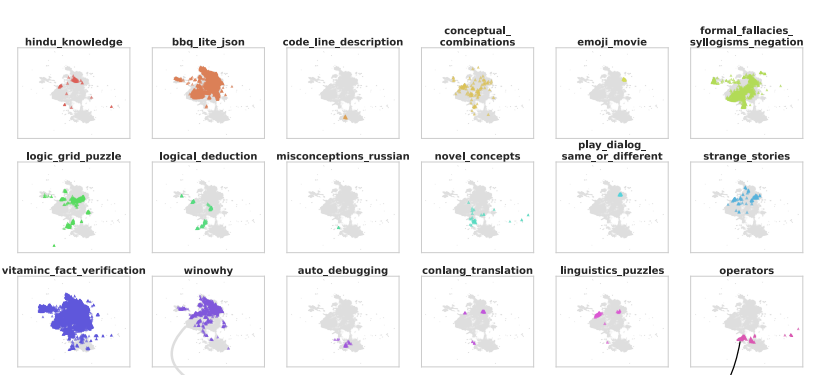 hindu_knowledge
bbq_lite_json
code_line_description
conceptual_
combinations
emoji_movie
formal_fallacies_
syllogisms_negation
logic_grid_puzzle
logical_deduction
misconceptions_russian
novel_concepts
play_dialog_
same_or_different
strange_stories
vitaminc_fact_verification
winowhy
auto_debugging
conlang_translation
linguistics_puzzles
operators